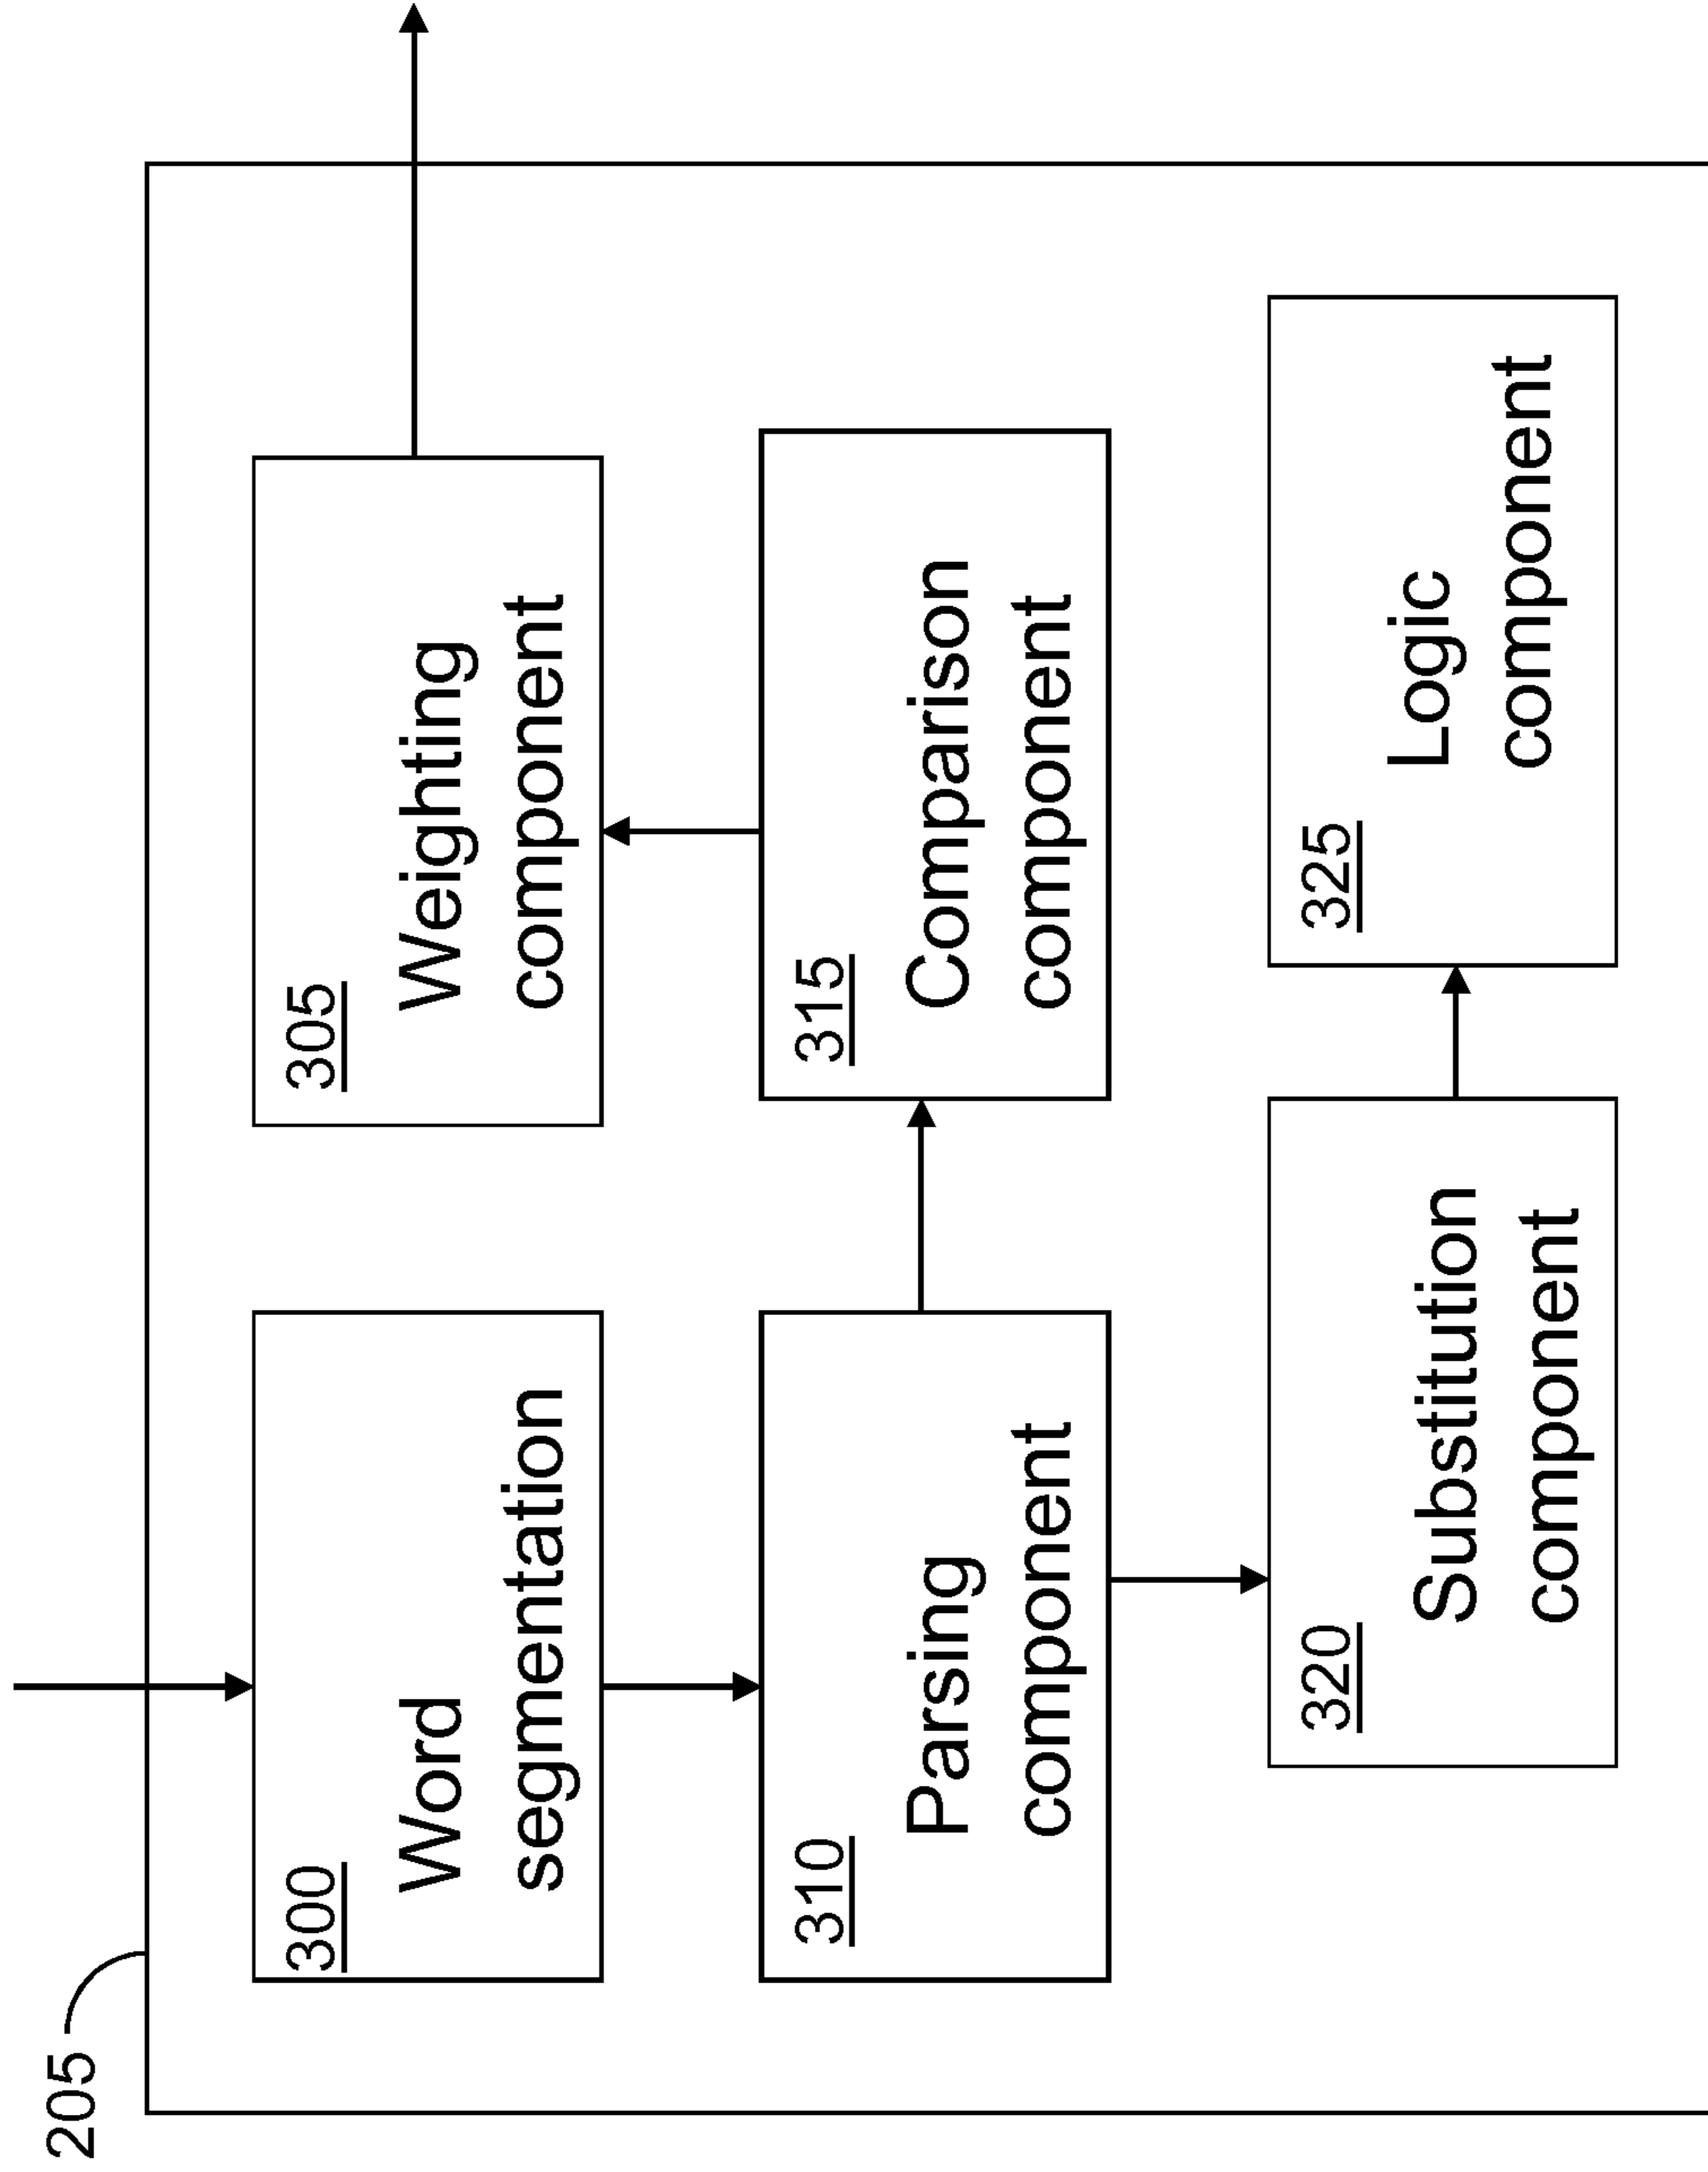 205
300
Word
segmentation
305
Weighting
component
310
Parsing
component
315
Comparison
component
320
Substitution
component
325
Logic
component